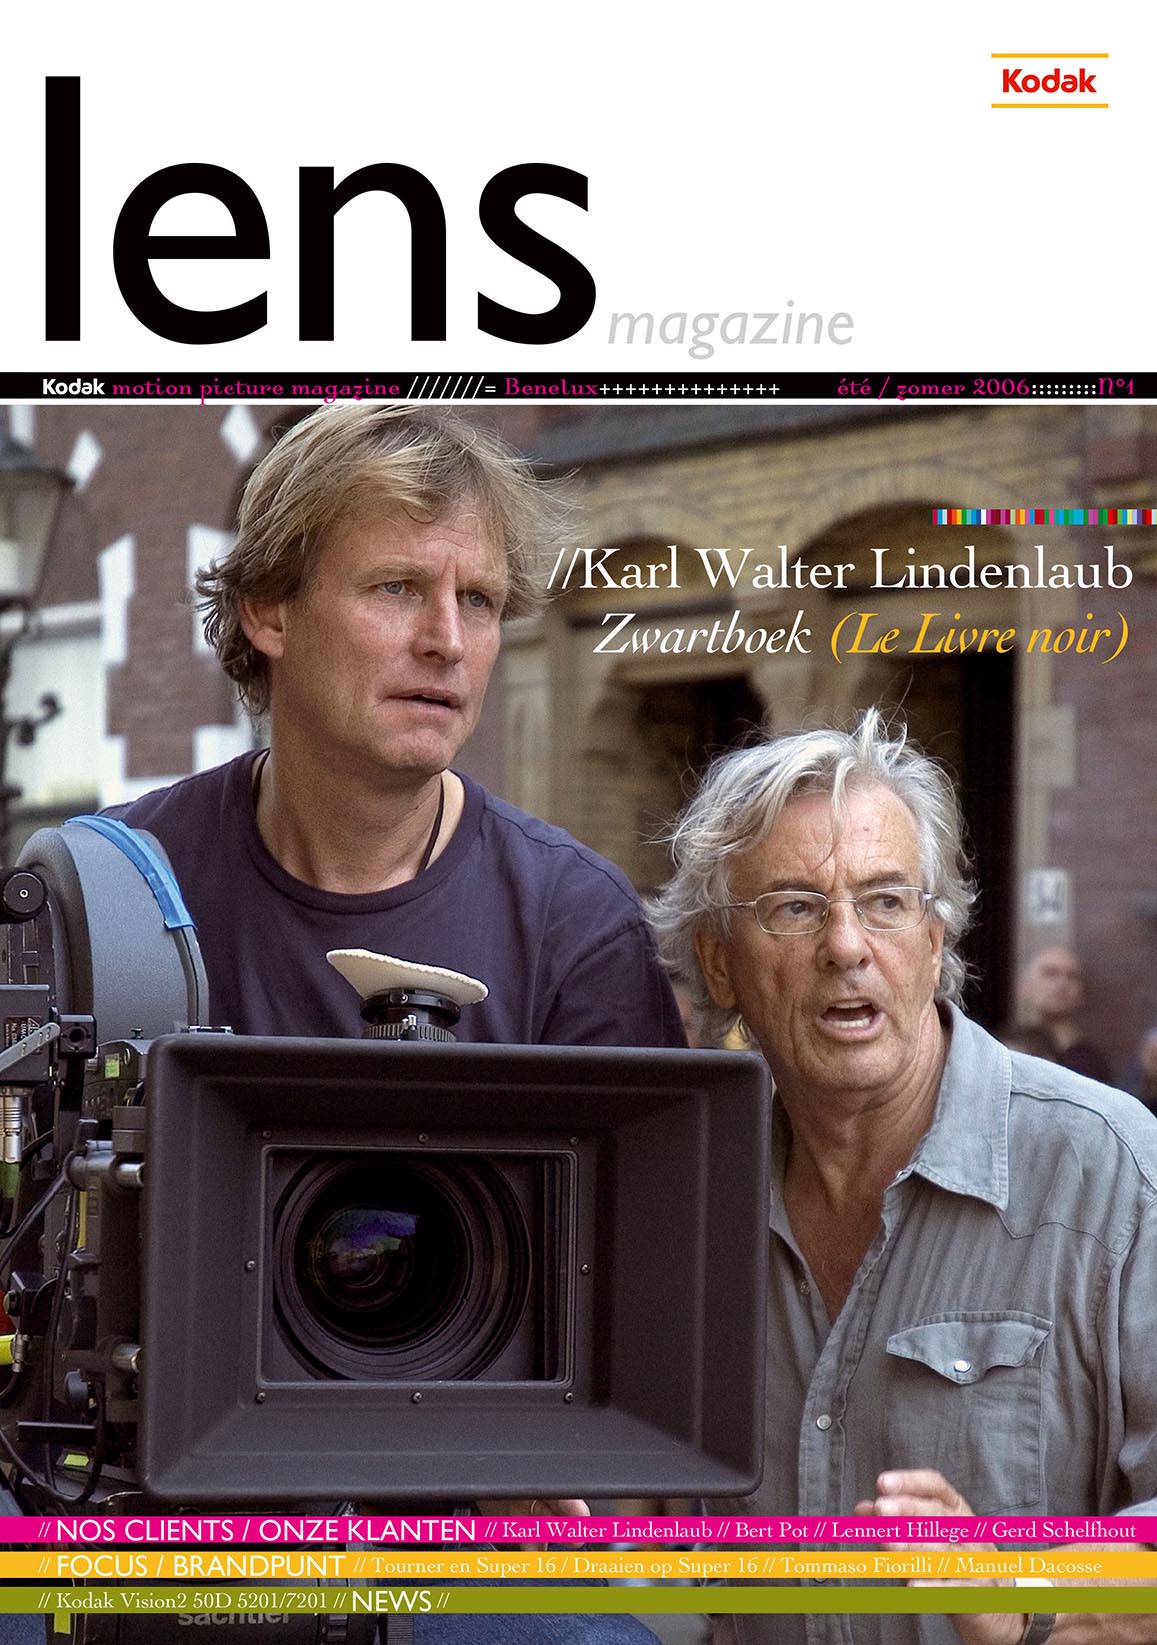 Kodak
lens
magazine
Kodak motion picture magazine ///////= Benelux++++++++++++++ été / zomer 2006:::::::::N°1
//Karl Walter Lindenlaub
Zwartboek (Le Livre noir)
// NOS CLIENTS / ONZE KLANTEN // Karl Walter Lindenlaub // Bert Pot // Lennert Hillege // Gerd Schelfhout
// FOCUS / BRANDPUNT // Tourner en Super 16 / Draaien op Super 16 // Tommaso Fiorilli // Manuel Dacosse
// Kodak Vision2 50D 5201/7201 // NEWS //
sachtler